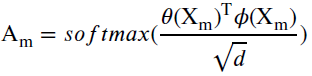 A_m = softmax(θ(X_m)^T ϕ(X_m) / √d)